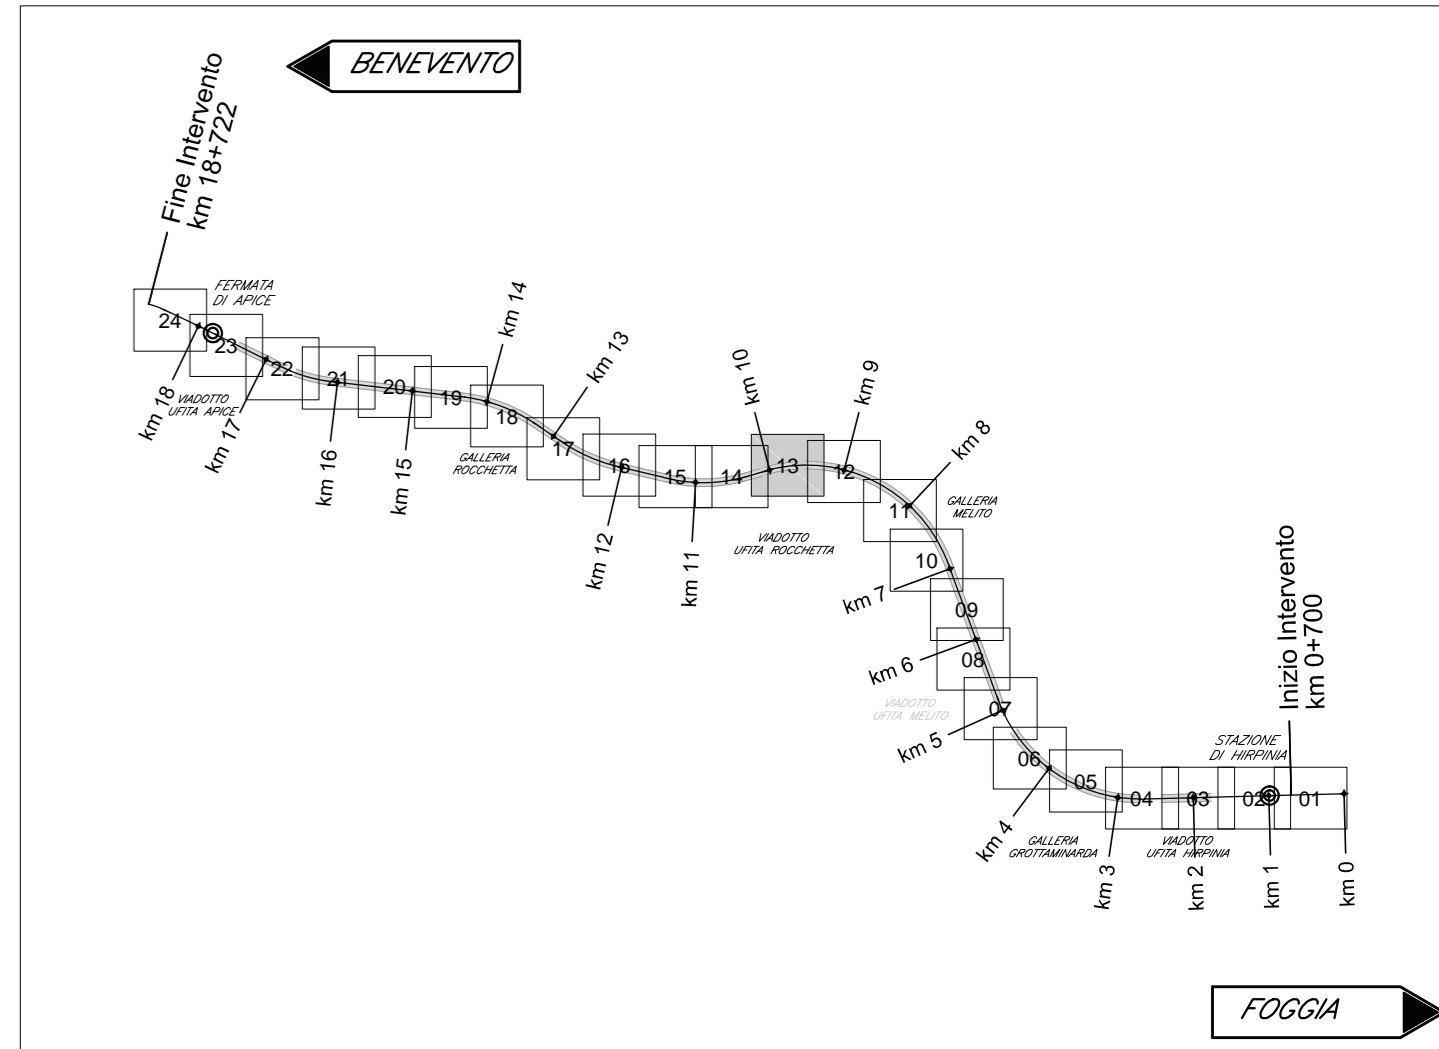 BENEVENTO
Fine Intervento
km 18+722
FERMATA
DI APICE
24
23
22
21
20
19
18
17
16
15
14
13
12
11
10
09
08
07
06
05
04
03
02
01
km 18
VIADOTTO
UFITA APICE
km 17
km 16
km 15
km 14
GALLERIA
ROCCHETTA
km 13
km 12
km 11
km 10
VIADOTTO
UFITA ROCCHETTA
km 9
km 8
GALLERIA
MELITO
km 7
km 6
VIADOTTO
UFITA MELITO
km 5
km 4
GALLERIA
GROTTAMINARDA
km 3
VIADOTTO
UFITA HIRPINIA
km 2
STAZIONE
DI HIRPINIA
km 1
Inizio Intervento
km 0+700
km 0
FOGGIA